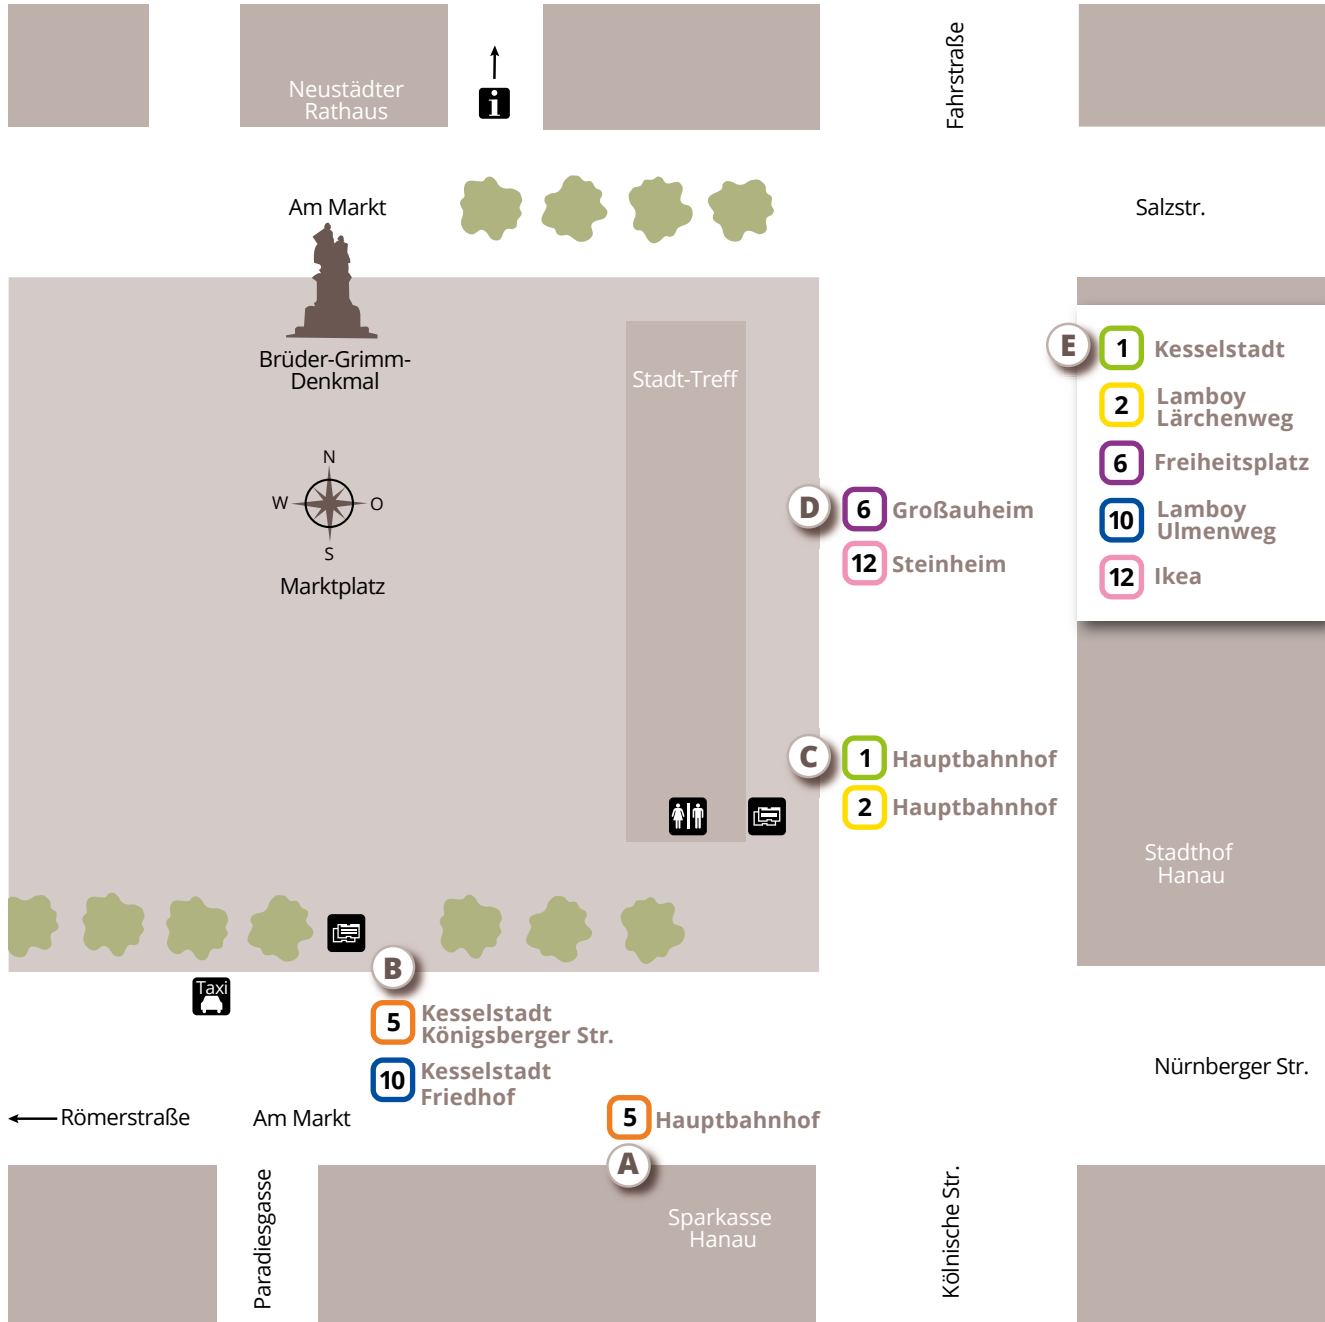 Neustädter
Rathaus
i
Fahrstraße
Am Markt
Salzstr.
Brüder-Grimm-
Denkmal
Stadt-Treff
N
W
O
S
Marktplatz
E
1 Kesselstadt
2 Lamboy
Lärchenweg
6 Freiheitsplatz
10 Lamboy
Ulmenweg
12 Ikea
D
6 Großauheim
12 Steinheim
C
1 Hauptbahnhof
2 Hauptbahnhof
Stadthof
Hanau
B
Taxi
5 Kesselstadt
Königsberger Str.
10 Kesselstadt
Friedhof
Nürnberger Str.
Römerstraße
Am Markt
5 Hauptbahnhof
A
Paradiesgasse
Sparkasse
Hanau
Kölnische Str.